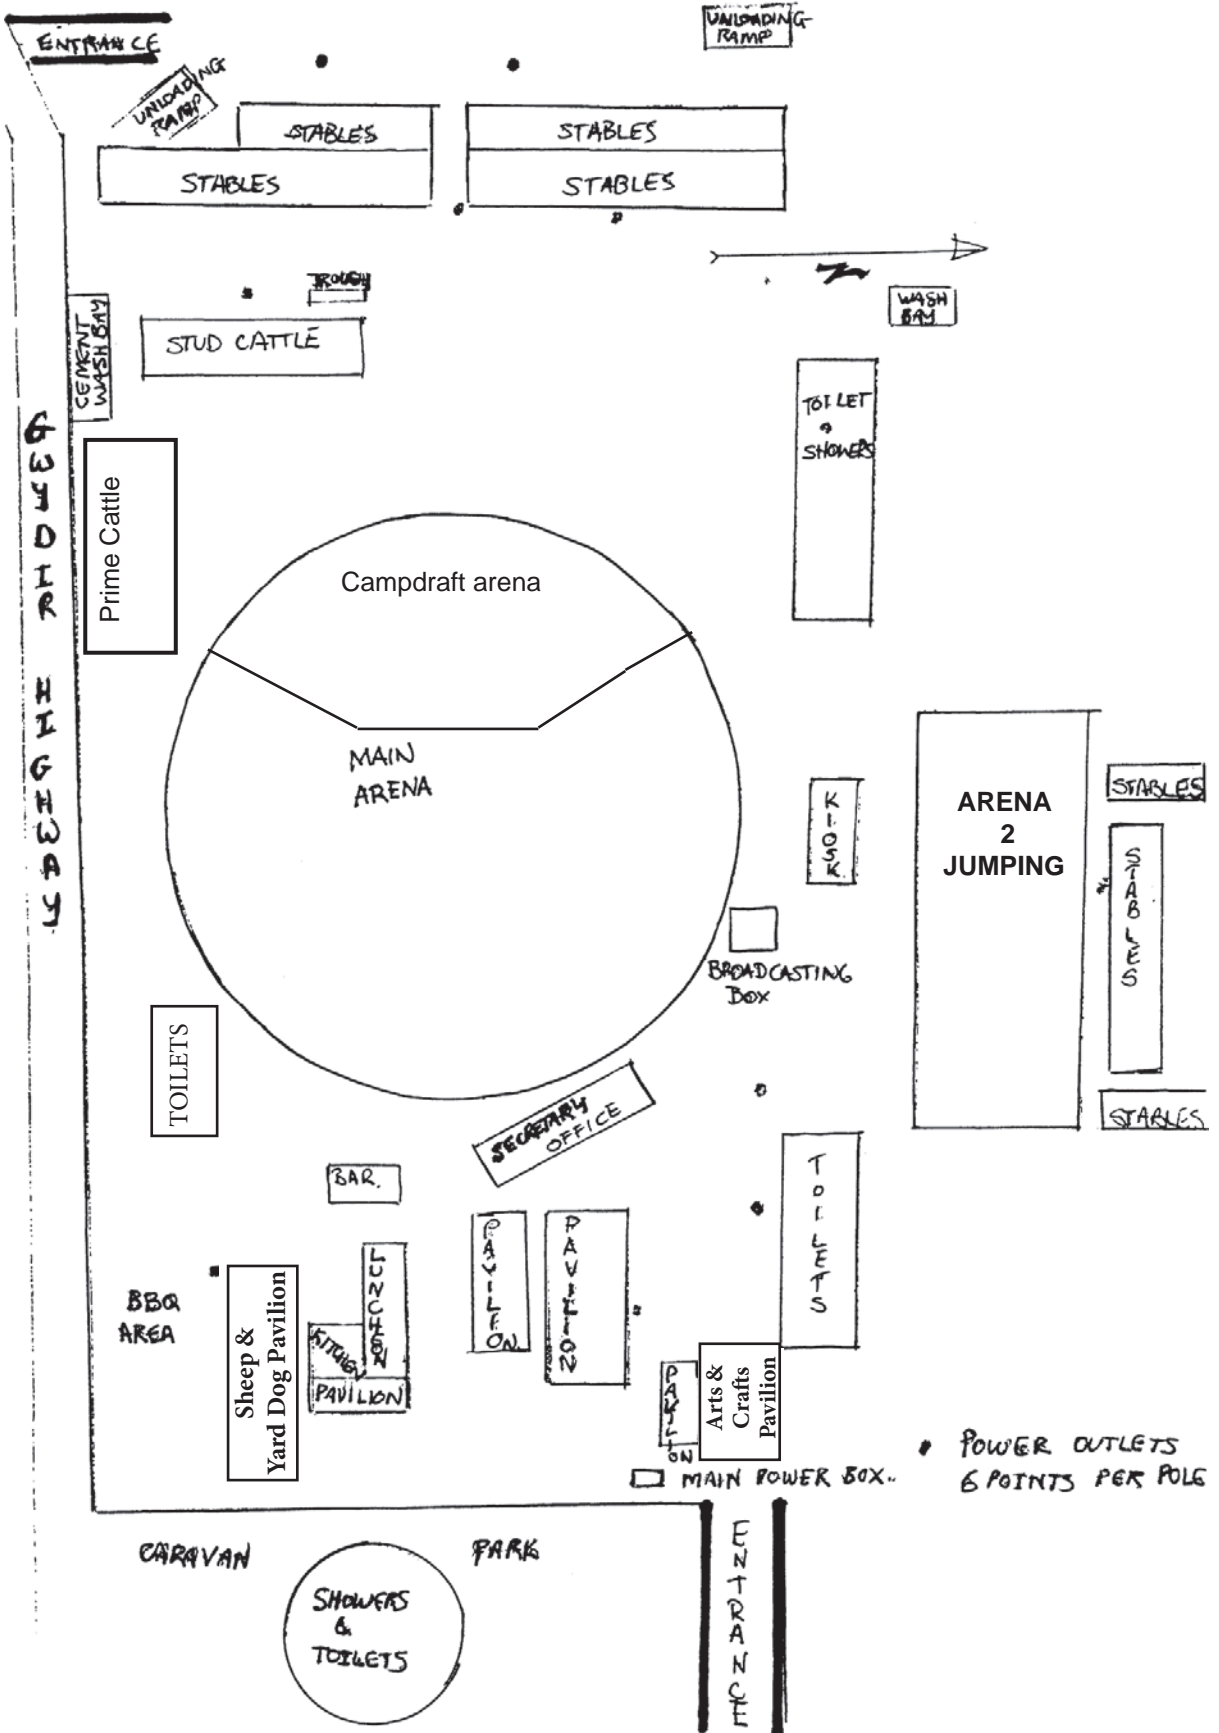 ENTRANCE
UNLOADING
RAMP
UNLOADING
RAMP
STABLES
STABLES
STABLES
STABLES
N
TROUGH
WASH
BAY
CEMENT
WASH BAY
STUD CATTLE
TOILET
&
SHOWERS
GWYDIR HIGHWAY
Prime Cattle
Campdraft arena
MAIN
ARENA
KIOSK
ARENA
2
JUMPING
STABLES
STABLES
STABLES
BROADCASTING
BOX
TOILETS
SECRETARY
OFFICE
BAR.
TOILETS
PAVILION
PAVILION
LUNCHEON
KITCHEN
PAVILION
BBQ
AREA
Sheep &
Yard Dog Pavilion
PAVILION
Arts &
Crafts
Pavilion
MAIN POWER BOX..
POWER OUTLETS
6 POINTS PER POLE
ENTRANCE
CARAVAN PARK
SHOWERS
&
TOILETS